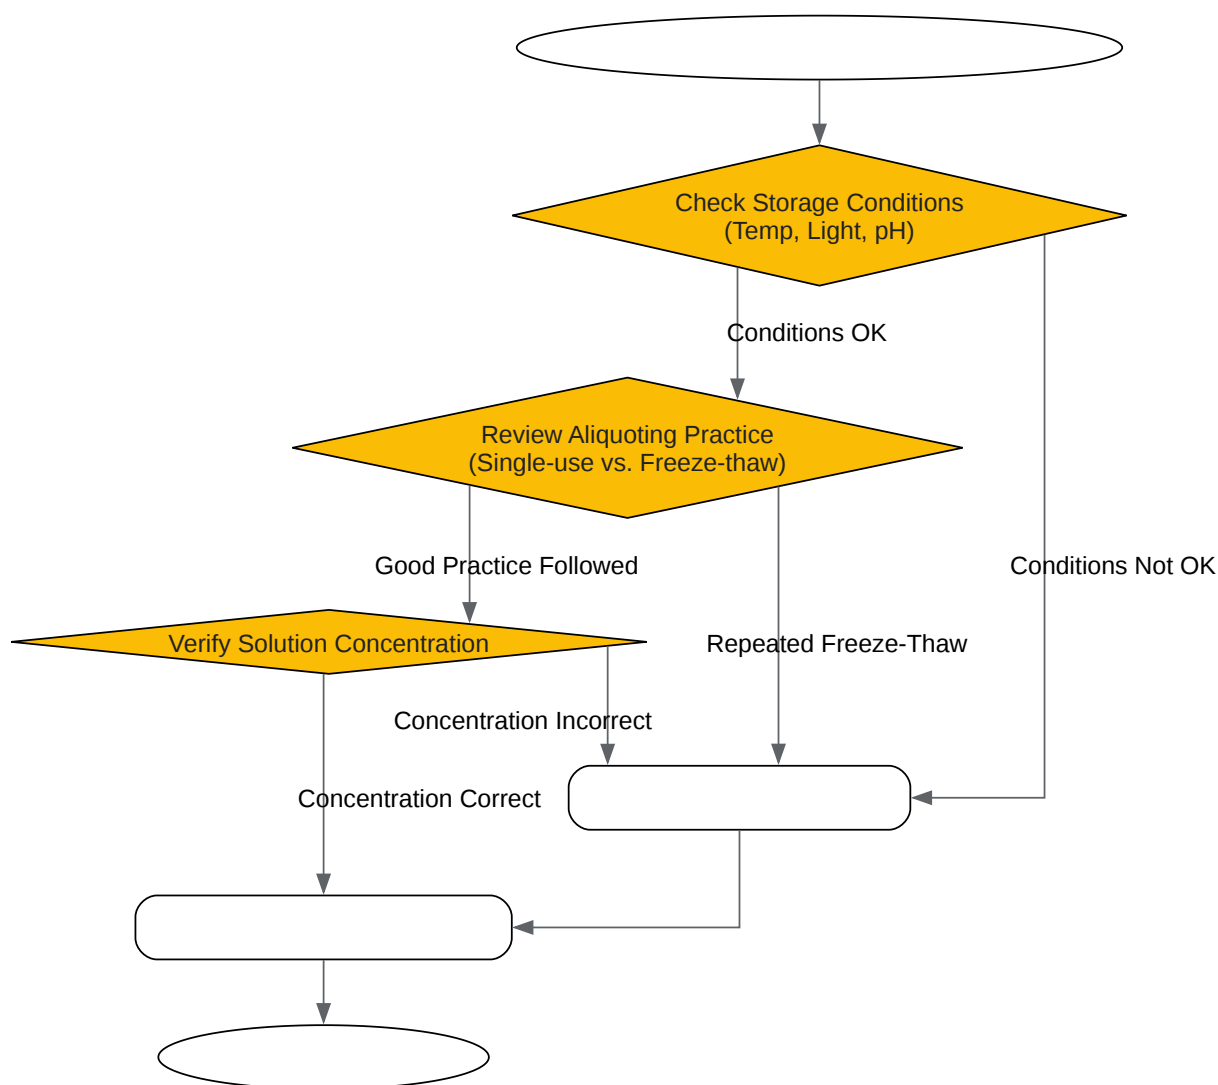 Check Storage Conditions
(Temp, Light, pH)
Conditions OK
Review Aliquoting Practice
(Single-use vs. Freeze-thaw)
Good Practice Followed
Conditions Not OK
Verify Solution Concentration
Repeated Freeze-Thaw
Concentration Incorrect
Concentration Correct